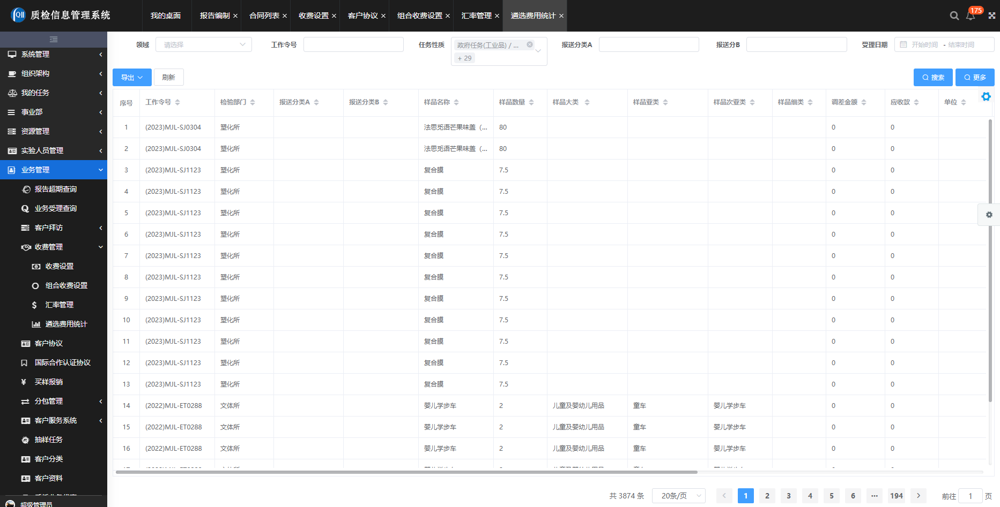 质检信息管理系统
我的桌面 报告编制 × 合同列表 × 收费设置 × 客户协议 × 组合收费设置 × 汇率管理 × 遴选费用统计 ×
175
系统管理
组织架构
我的任务
事业部
资源管理
实验人员管理
业务管理
报告超期查询
业务受理查询
客户拜访
收费管理
收费设置
组合收费设置
汇率管理
遴选费用统计
客户协议
国际合作认证协议
买样报销
分包管理
客户服务系统
抽样任务
客户分类
客户资料
超级管理员
领域 请选择 工作令号 任务性质 政府任务(工业品) / ... 报送分类A 报送分B 受理日期 开始时间 - 结束时间
+ 29
导出 刷新 搜索 更多
序号 工作令号 检验部门 报送分类A 报送分类B 样品名称 样品数量 样品大类 样品亚类 样品次亚类 样品细类 调差金额 应收款 单位
1 (2023)MJL-SJ0304 塑化所 法思觅语芒果味盖（... 80 0 0
2 (2023)MJL-SJ0304 塑化所 法思觅语芒果味盖（... 80 0 0
3 (2023)MJL-SJ1123 塑化所 复合膜 7.5 0 0
4 (2023)MJL-SJ1123 塑化所 复合膜 7.5 0 0
5 (2023)MJL-SJ1123 塑化所 复合膜 7.5 0 0
6 (2023)MJL-SJ1123 塑化所 复合膜 7.5 0 0
7 (2023)MJL-SJ1123 塑化所 复合膜 7.5 0 0
8 (2023)MJL-SJ1123 塑化所 复合膜 7.5 0 0
9 (2023)MJL-SJ1123 塑化所 复合膜 7.5 0 0
10 (2023)MJL-SJ1123 塑化所 复合膜 7.5 0 0
11 (2023)MJL-SJ1123 塑化所 复合膜 7.5 0 0
12 (2023)MJL-SJ1123 塑化所 复合膜 7.5 0 0
13 (2023)MJL-SJ1123 塑化所 复合膜 7.5 0 0
14 (2022)MJL-ET0288 文体所 婴儿学步车 2 儿童及婴幼儿用品 童车 婴儿学步车 0 0
15 (2022)MJL-ET0288 文体所 婴儿学步车 2 儿童及婴幼儿用品 童车 婴儿学步车 0 0
16 (2022)MJL-ET0288 文体所 婴儿学步车 2 儿童及婴幼儿用品 童车 婴儿学步车 0 0
共 3874 条 20条/页 < 1 2 3 4 5 6 ··· 194 > 前往 1 页